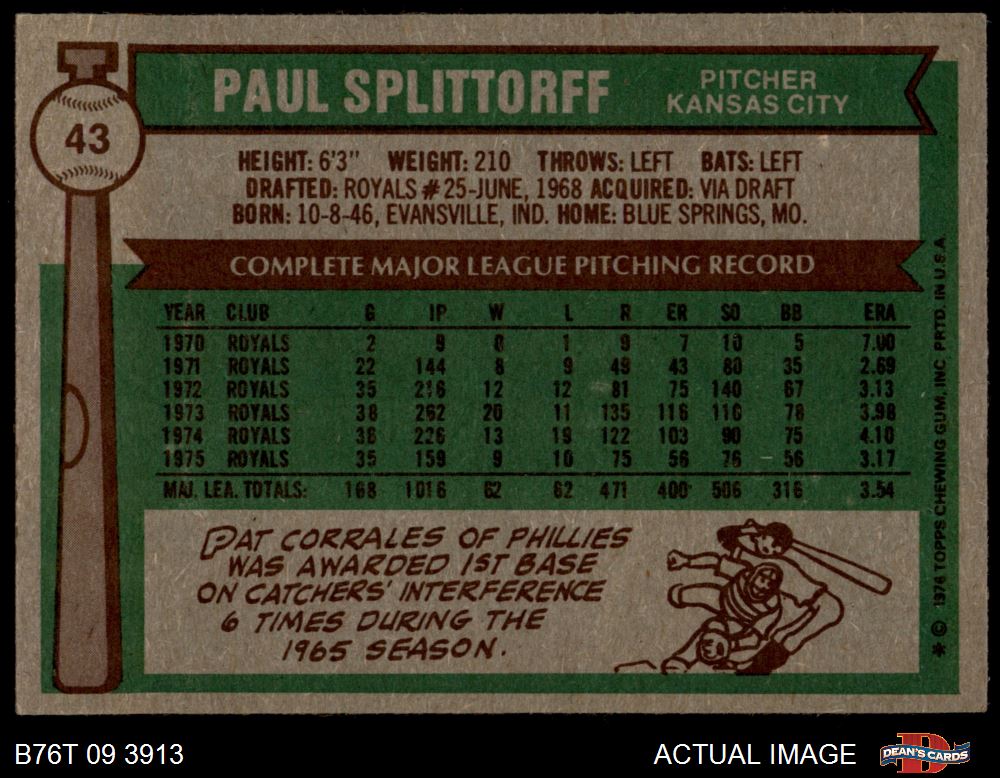 43
PAUL SPLITTORFF
PITCHER
KANSAS CITY
HEIGHT: 6'3" WEIGHT: 210 THROWS: LEFT BATS: LEFT
DRAFTED: ROYALS #25-JUNE, 1968 ACQUIRED: VIA DRAFT
BORN: 10-8-46, EVANSVILLE, IND. HOME: BLUE SPRINGS, MO.
COMPLETE MAJOR LEAGUE PITCHING RECORD
YEAR CLUB G IP W L R ER SO BB ERA
1970 ROYALS 2 9 0 1 9 7 10 5 7.00
1971 ROYALS 22 144 8 9 49 43 80 35 2.69
1972 ROYALS 35 216 12 12 81 75 140 67 3.13
1973 ROYALS 38 262 20 11 135 116 110 78 3.98
1974 ROYALS 36 226 13 19 122 103 90 75 4.10
1975 ROYALS 35 159 9 10 75 56 76 56 3.17
MAJ. LEA. TOTALS: 168 1016 62 62 471 400 506 316 3.54
PAT CORRALES OF PHILLIES
WAS AWARDED 1ST BASE
ON CATCHERS' INTERFERENCE
6 TIMES DURING THE
1965 SEASON.
* © 1976 TOPPS CHEWING GUM, INC. PRTD. IN U.S.A.
B76T 09 3913
ACTUAL IMAGE
D
DEAN'S CARDS